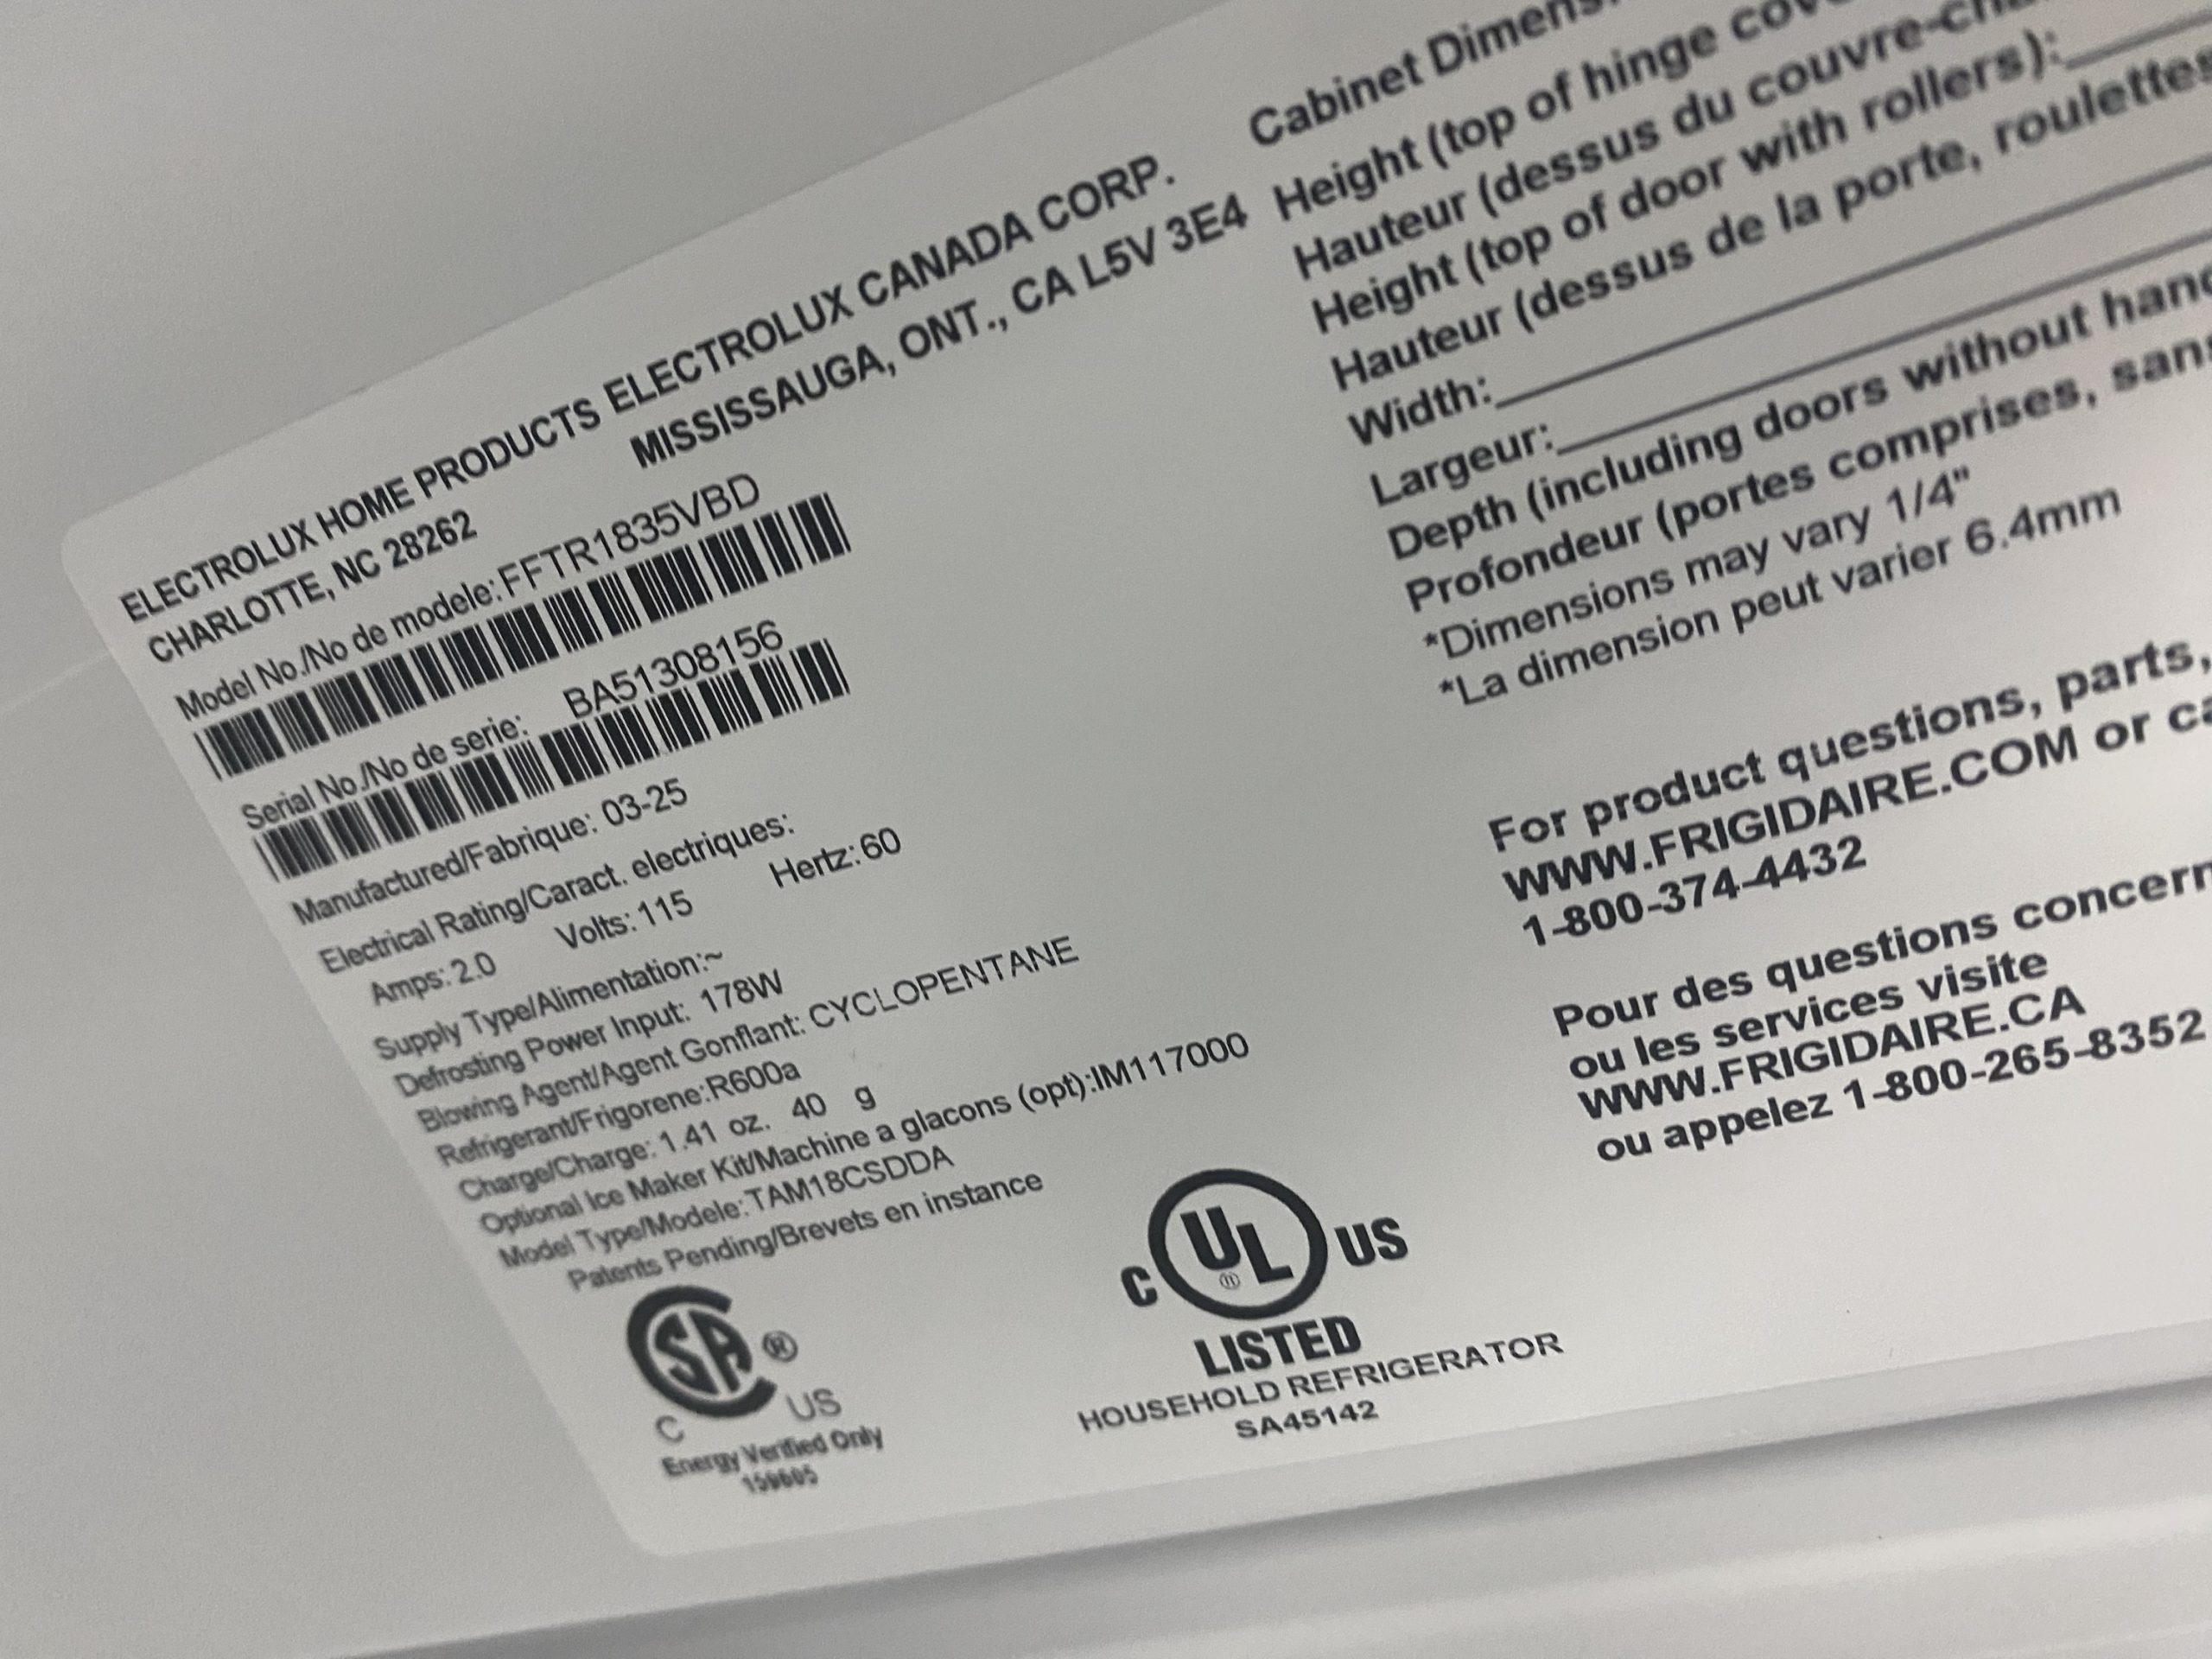 ELECTROLUX HOME PRODUCTS ELECTROLUX CANADA CORP.
CHARLOTTE, NC 28262 MISSISSAUGA, ONT., CA L5V 3E4
Model No./No de modele: FFTR1835VBD
Serial No./No de serie: BA51308156
Manufactured/Fabrique: 03-25
Electrical Rating/Caract. electriques:
Amps: 2.0 Volts: 115 Hertz: 60
Supply Type/Alimentation:~
Defrosting Power Input: 178W
Blowing Agent/Agent Gonflant: CYCLOPENTANE
Refrigerant/Frigorene:R600a
Charge/Charge: 1.41 oz. 40 g
Optional Ice Maker Kit/Machine a glacons (opt):IM117000
Model Type/Modele: TAM18CSDDA
Patents Pending/Brevets en instance
SA ®
C US
Energy Verified Only
C UL ® US
LISTED
HOUSEHOLD REFRIGERATOR
SA45142
Cabinet
Height (top of hinge
Hauteur (dessus du
Height (top of door with rollers):
Hauteur (dessus de la porte, roulettes
Width:
Largeur:
Depth (including doors without
Profondeur (portes comprises,
*Dimensions may vary 1/4"
*La dimension peut varier 6.4mm
For product questions, parts,
WWW.FRIGIDAIRE.COM or
1-800-374-4432
Pour des questions
ou les services visite
WWW.FRIGIDAIRE.CA
ou appelez 1-800-265-8352